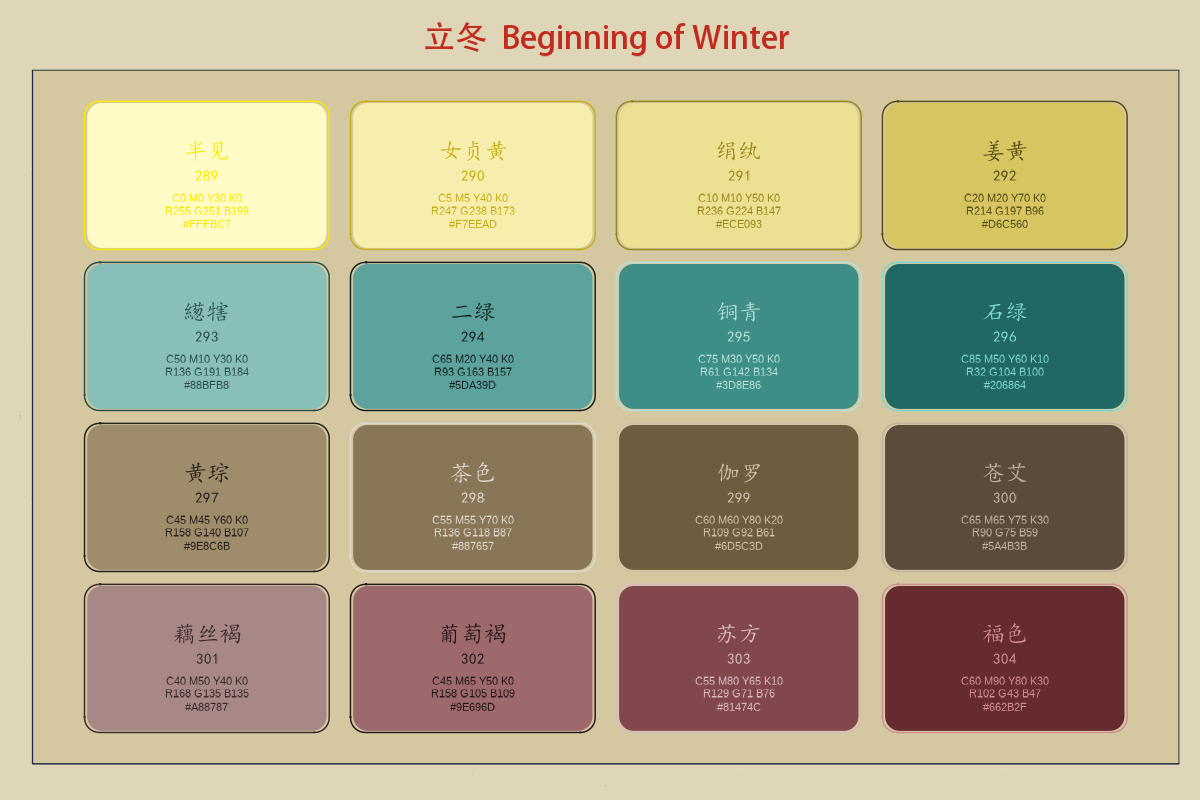 立冬 Beginning of Winter
半见
289
C0 M0 Y30 K0
R255 G251 B199
#FFFBC7
女贞黄
290
C5 M5 Y40 K0
R247 G238 B173
#F7EEAD
绢纨
291
C10 M10 Y50 K0
R236 G224 B147
#ECE093
姜黄
292
C20 M20 Y70 K0
R214 G197 B96
#D6C560
繱犗
293
C50 M10 Y30 K0
R136 G191 B184
#88BFB8
二绿
294
C65 M20 Y40 K0
R93 G163 B157
#5DA39D
铜青
295
C75 M30 Y50 K0
R61 G142 B134
#3D8E86
石绿
296
C85 M50 Y60 K10
R32 G104 B100
#206864
黄琮
297
C45 M45 Y60 K0
R158 G140 B107
#9E8C6B
茶色
298
C55 M55 Y70 K0
R136 G118 B87
#887657
伽罗
299
C60 M60 Y80 K20
R109 G92 B61
#6D5C3D
苍艾
300
C65 M65 Y75 K30
R90 G75 B59
#5A4B3B
藕丝褐
301
C40 M50 Y40 K0
R168 G135 B135
#A88787
葡萄褐
302
C45 M65 Y50 K0
R158 G105 B109
#9E696D
苏方
303
C55 M80 Y65 K10
R129 G71 B76
#81474C
福色
304
C60 M90 Y80 K30
R102 G43 B47
#662B2F